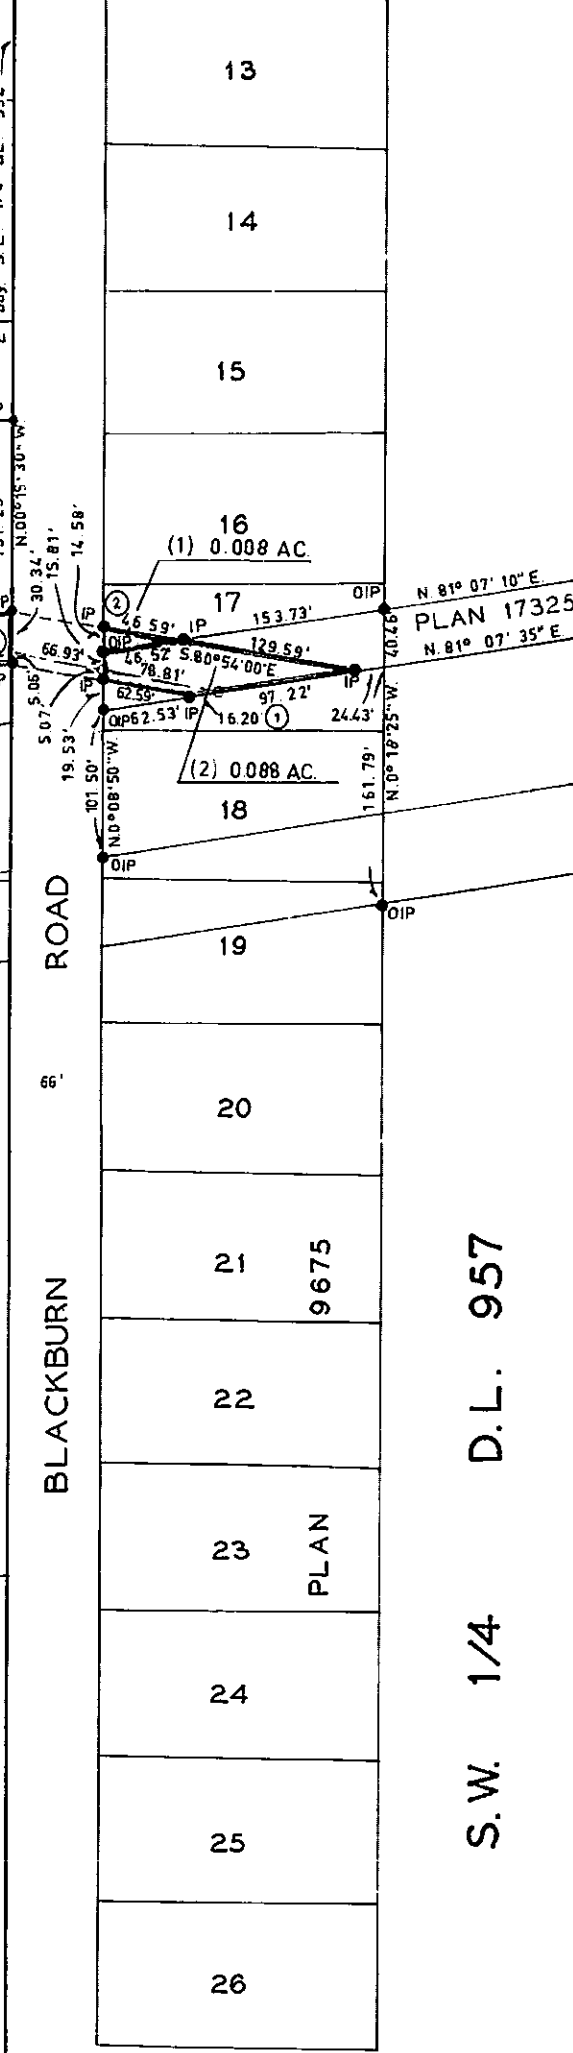 13
14
15
N.00°15'30"W.
16
(1) 0.008 AC.
14.58'
15.81'
30.34'
IP
②
17
OIP
N. 81° 07' 10" E.
46.59'
IP
153.73'
PLAN 17325
OIP
66.93'
46.52
S.80°54'00"E
129.59'
40.46'
N. 81° 07' 35" E.
78.81'
IP
IP
62.59'
97.22'
5.06'
5.07
24.43'
OIP
62.53'
IP
16.20
①
19.53'
101.50'
N.0°08'50"W.
161.79'
N.0°18'25"W.
(2) 0.088 AC.
18
OIP
OIP
ROAD
19
66'
20
21
9675
D.L. 957
BLACKBURN
22
23
PLAN
24
S.W. 1/4
25
26